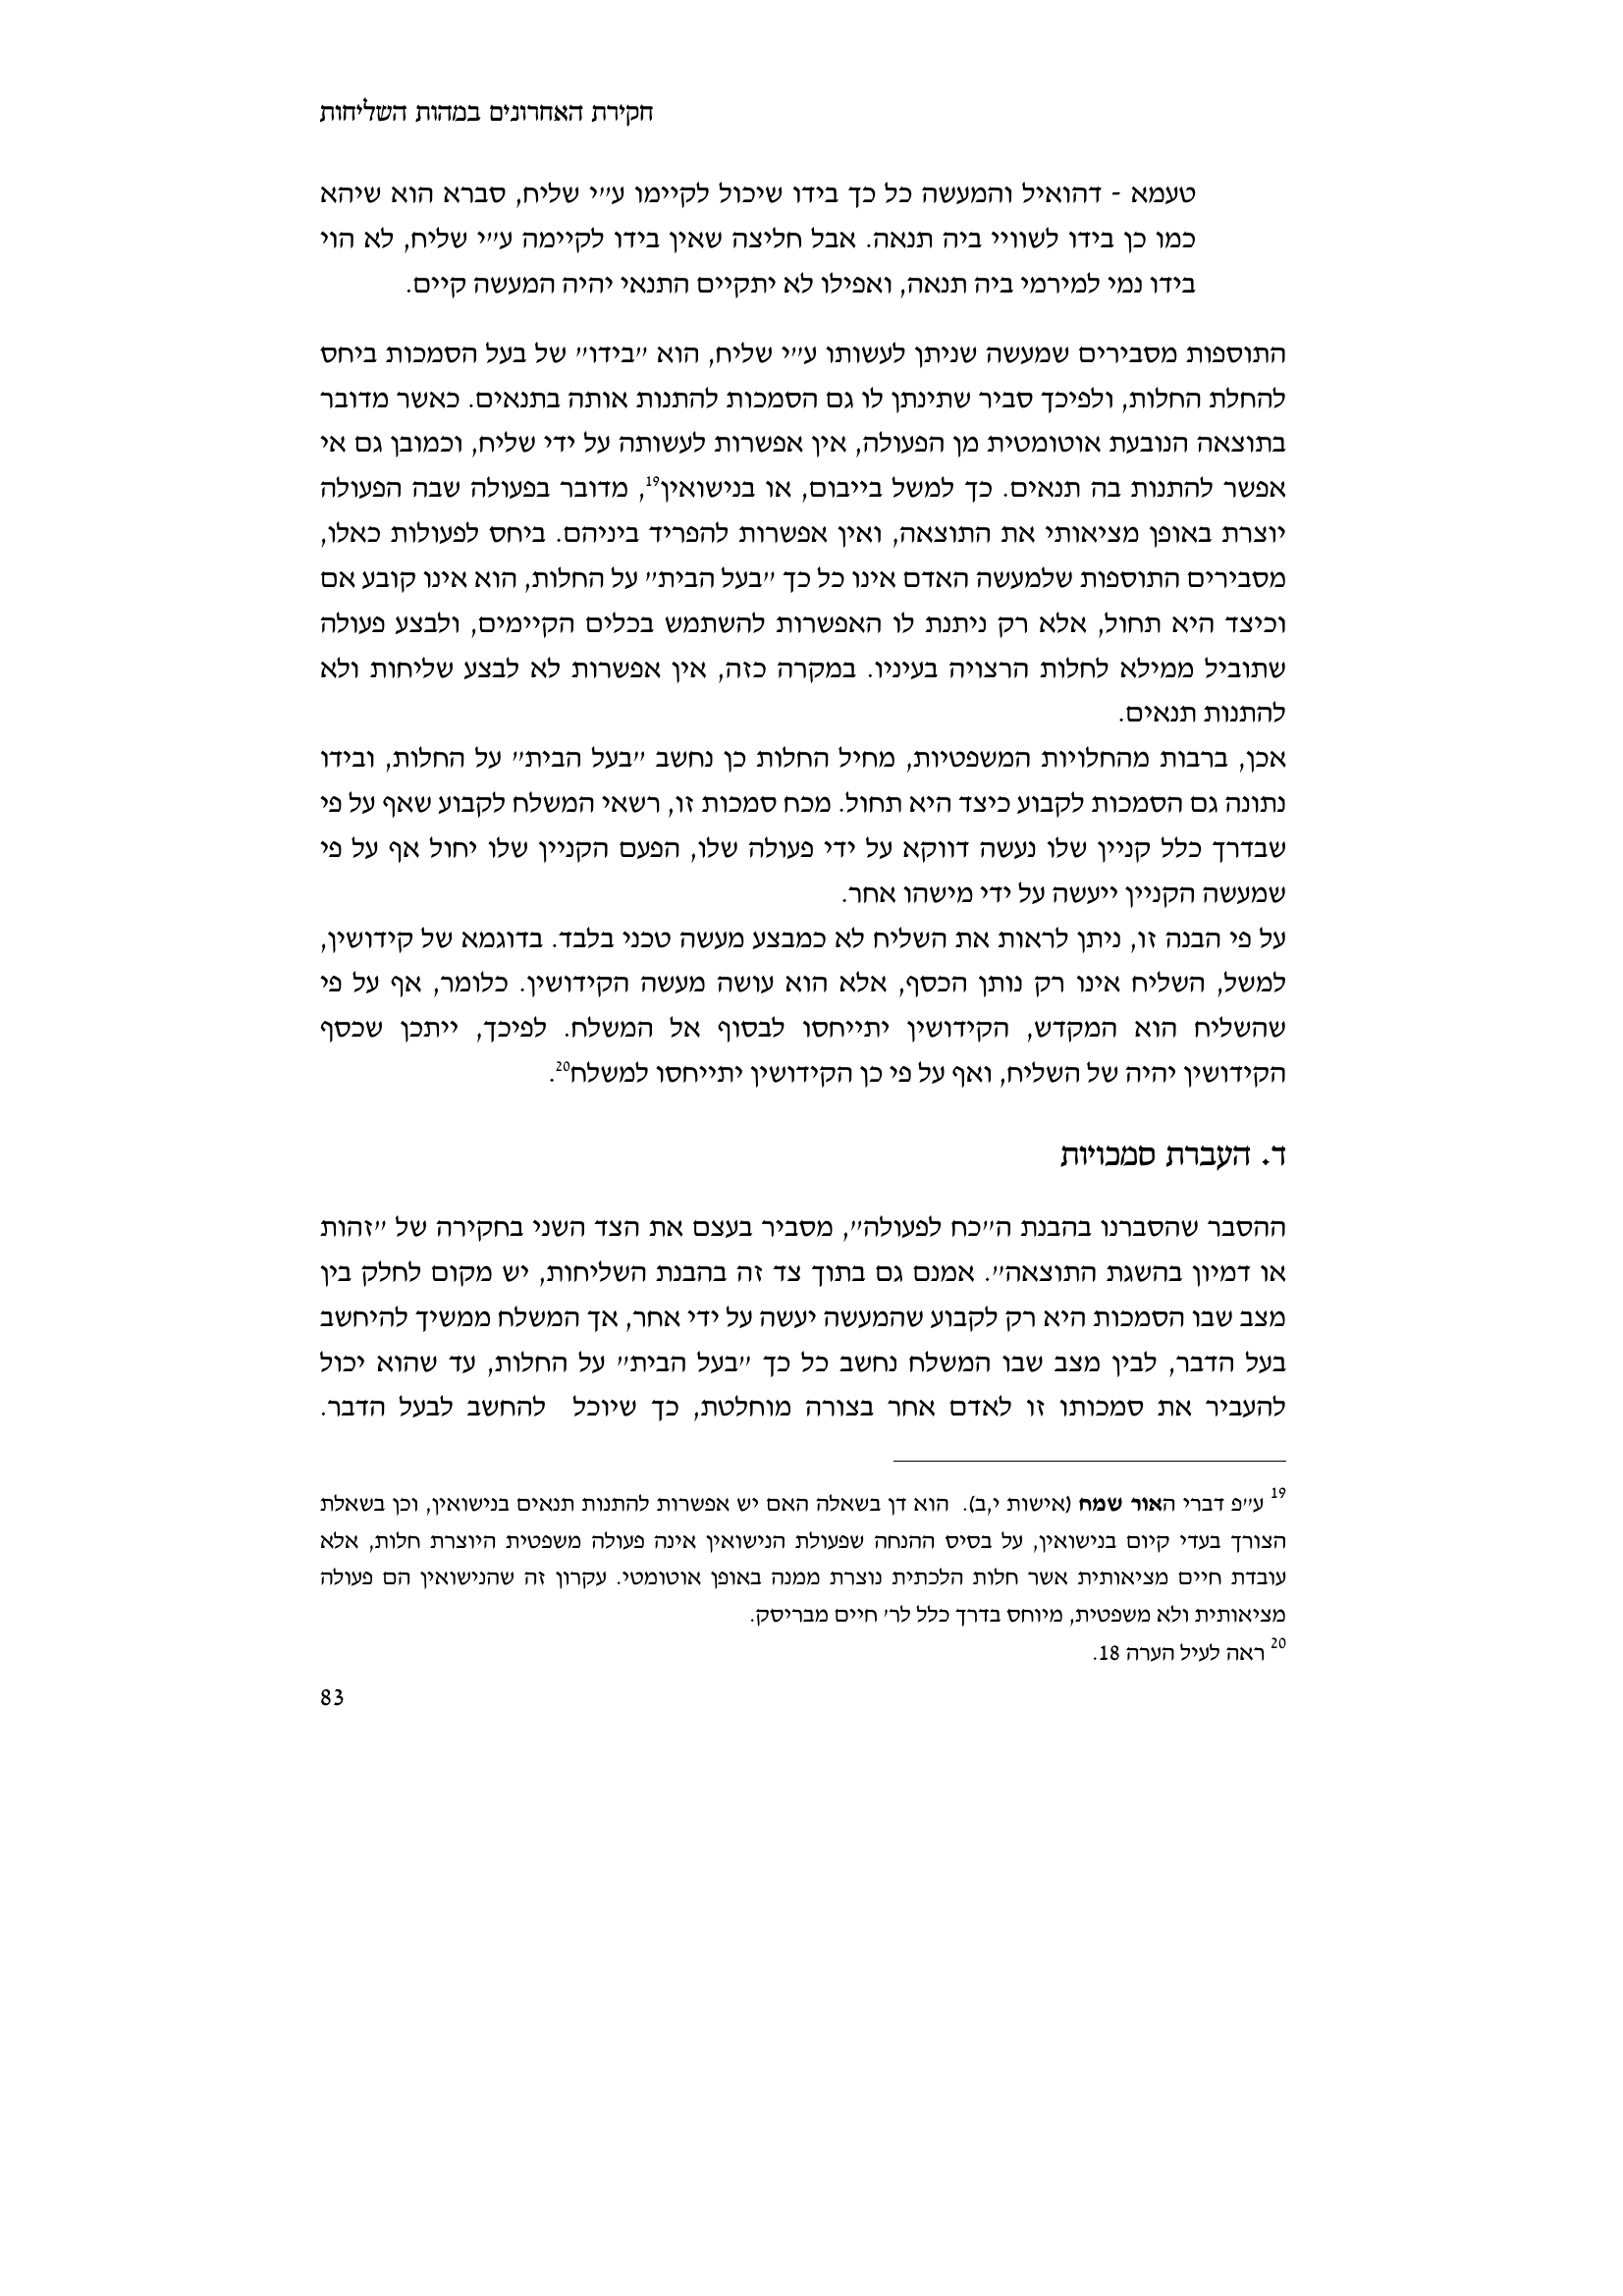 חקירת האחרונים במהות השליחות
טעמא - דהואיל והמעשה כל כך בידו שיכול לקיימו ע״י שליח, סברא הוא שיהא
כמו כן בידו לשוויי ביה תנאה. אבל חליצה שאין בידו לקיימה ע״י שליח, לא הוי
בידו נמי למירמי ביה תנאה, ואפילו לא יתקיים התנאי יהיה המעשה קיים.
התוספות מסבירים שמעשה שניתן לעשותו ע״י שליח, הוא ״בידו״ של בעל הסמכות ביחס
להחלת החלות, ולפיכך סביר שתינתן לו גם הסמכות להתנות אותה בתנאים. כאשר מדובר
בתוצאה הנובעת אוטומטית מן הפעולה, אין אפשרות לעשותה על ידי שליח, וכמובן גם אי
אפשר להתנות בה תנאים. כך למשל בייבום, או בנישואין19, מדובר בפעולה שבה הפעולה
יוצרת באופן מציאותי את התוצאה, ואין אפשרות להפריד ביניהם. ביחס לפעולות כאלו,
מסבירים התוספות שלמעשה האדם אינו כל כך ״בעל הבית״ על החלות, הוא אינו קובע אם
וכיצד היא תחול, אלא רק ניתנת לו האפשרות להשתמש בכלים הקיימים, ולבצע פעולה
שתוביל ממילא לחלות הרצויה בעיניו. במקרה כזה, אין אפשרות לא לבצע שליחות ולא
להתנות תנאים.
אכן, ברבות מהחלויות המשפטיות, מחיל החלות כן נחשב ״בעל הבית״ על החלות, ובידו
נתונה גם הסמכות לקבוע כיצד היא תחול. מכח סמכות זו, רשאי המשלח לקבוע שאף על פי
שבדרך כלל קניין שלו נעשה דווקא על ידי פעולה שלו, הפעם הקניין שלו יחול אף על פי
שמעשה הקניין ייעשה על ידי מישהו אחר.
על פי הבנה זו, ניתן לראות את השליח לא כמבצע מעשה טכני בלבד. בדוגמא של קידושין,
למשל, השליח אינו רק נותן הכסף, אלא הוא עושה מעשה הקידושין. כלומר, אף על פי
שהשליח הוא המקדש, הקידושין יתייחסו לבסוף אל המשלח. לפיכך, ייתכן שכסף
הקידושין יהיה של השליח, ואף על פי כן הקידושין יתייחסו למשלח20.
ד. העברת סמכויות
ההסבר שהסברנו בהבנת ה״כח לפעולה״, מסביר בעצם את הצד השני בחקירה של ״זהות
או דמיון בהשגת התוצאה״. אמנם גם בתוך צד זה בהבנת השליחות, יש מקום לחלק בין
מצב שבו הסמכות היא רק לקבוע שהמעשה יעשה על ידי אחר, אך המשלח ממשיך להיחשב
בעל הדבר, לבין מצב שבו המשלח נחשב כל כך ״בעל הבית״ על החלות, עד שהוא יכול
להעביר את סמכותו זו לאדם אחר בצורה מוחלטת, כך שיוכל להחשב לבעל הדבר.
19 ע״פ דברי האור שמח (אישות י,ב). הוא דן בשאלה האם יש אפשרות להתנות תנאים בנישואין, וכן בשאלת
הצורך בעדי קיום בנישואין, על בסיס ההנחה שפעולת הנישואין אינה פעולה משפטית היוצרת חלות, אלא
עובדת חיים מציאותית אשר חלות הלכתית נוצרת ממנה באופן אוטומטי. עקרון זה שהנישואין הם פעולה
מציאותית ולא משפטית, מיוחס בדרך כלל לר׳ חיים מבריסק.
20 ראה לעיל הערה 18.
83